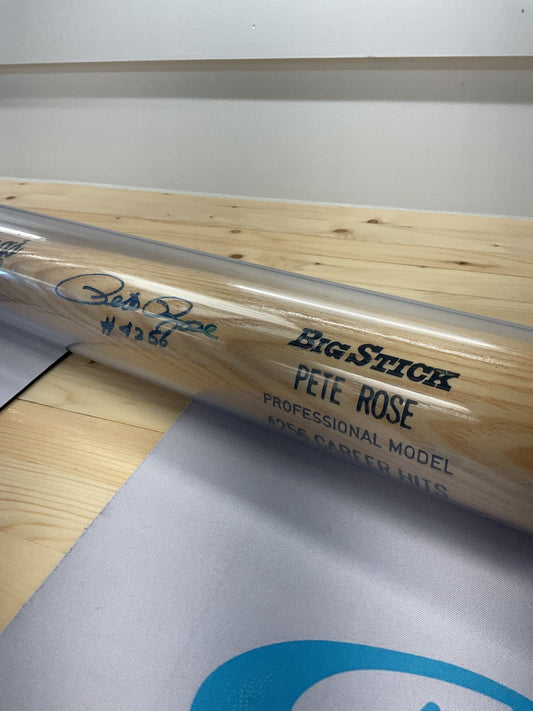 Pete Rose
#4256
BIG STICK
PETE ROSE
PROFESSIONAL MODEL
4256 CAREER HITS